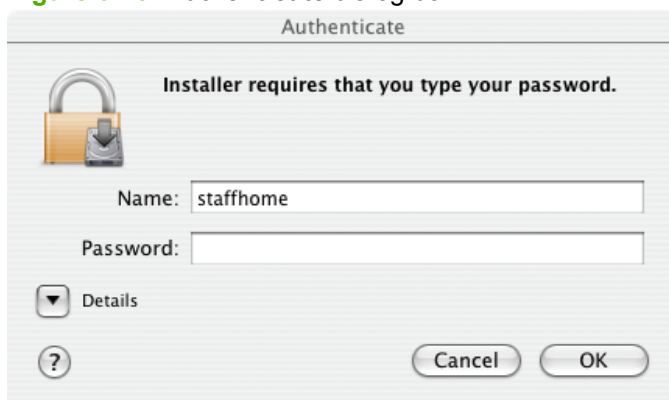 Authenticate
Installer requires that you type your password.
Name: staffhome
Password:
Details
? Cancel OK